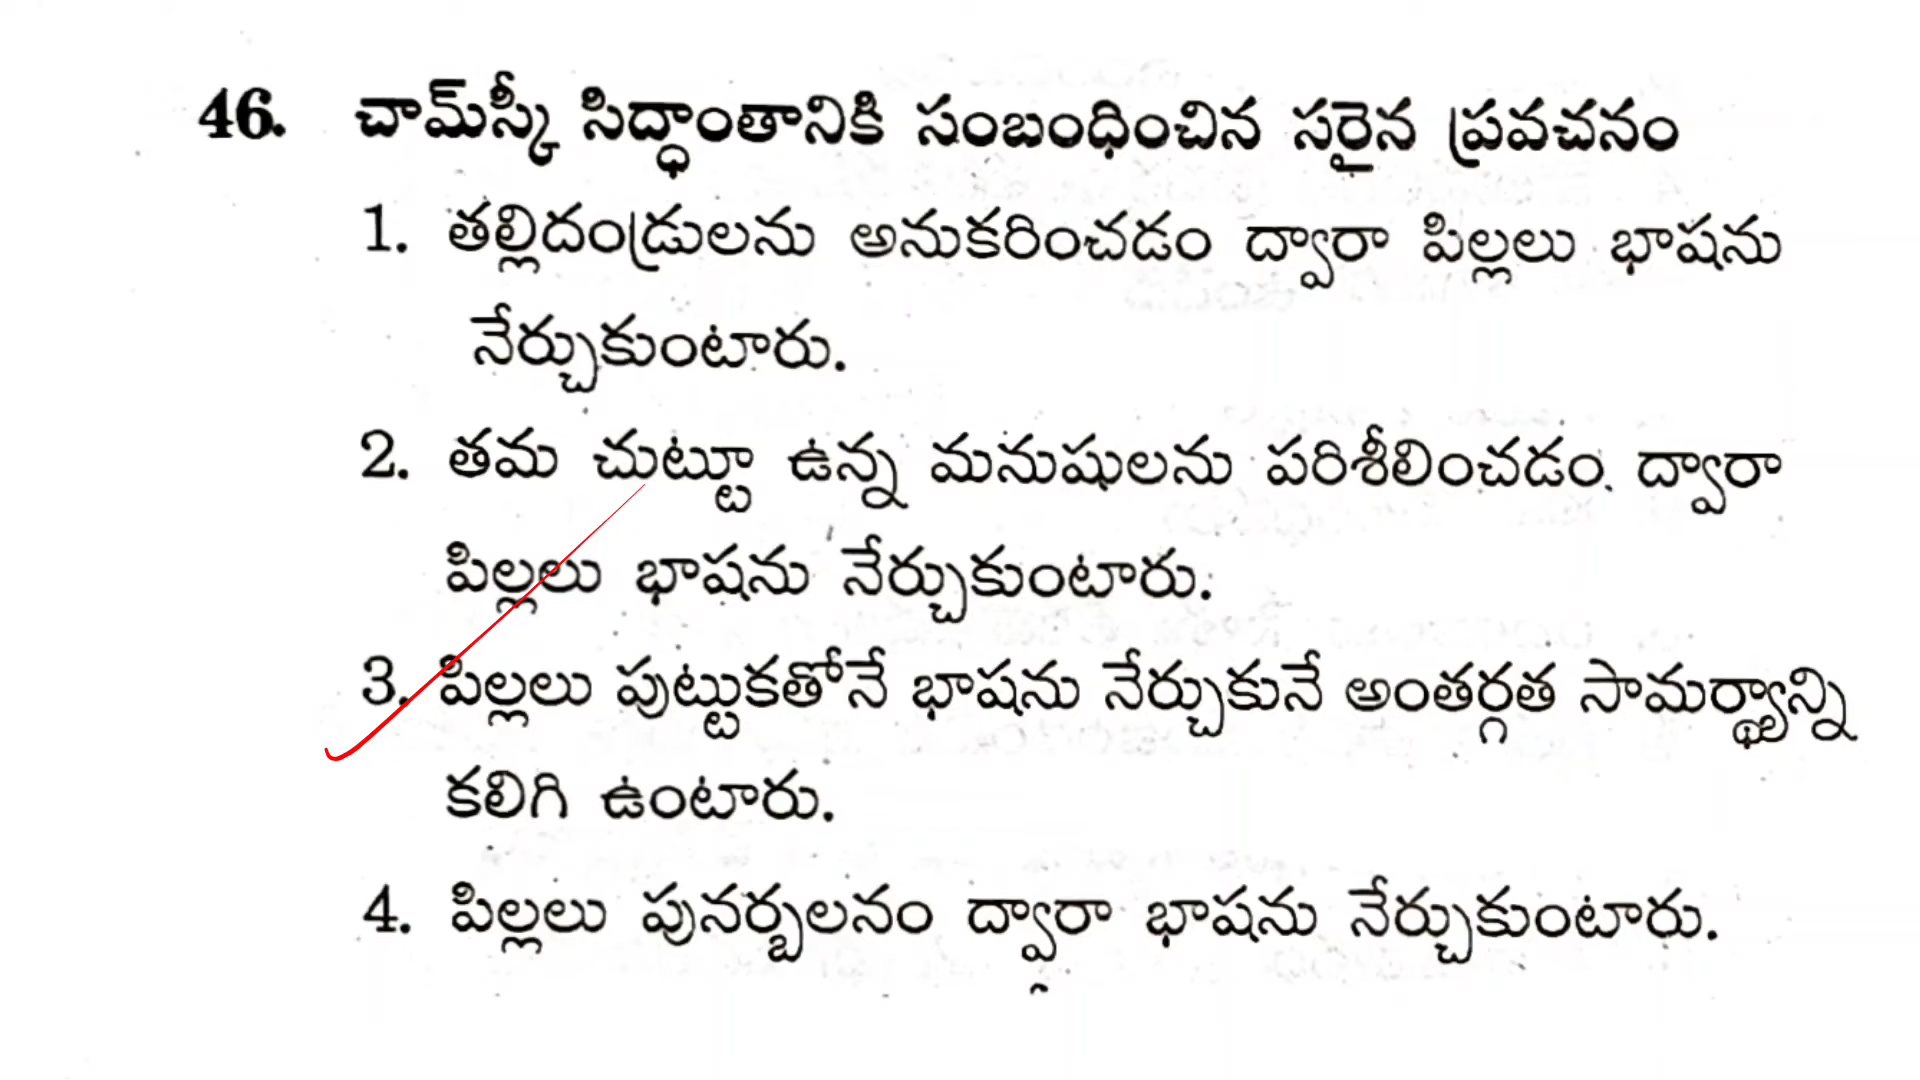 46. చామ్‌స్కీ సిద్ధాంతానికి సంబంధించిన సరైన ప్రవచనం
1. తల్లిదండ్రులను అనుకరించడం ద్వారా పిల్లలు భాషను
నేర్చుకుంటారు.
2. తమ చుట్టూ ఉన్న మనుషులను పరిశీలించడం ద్వారా
పిల్లలు భాషను నేర్చుకుంటారు.
3. పిల్లలు పుట్టుకతోనే భాషను నేర్చుకునే అంతర్గత సామర్థ్యాన్ని
కలిగి ఉంటారు.
4. పిల్లలు పునర్బలనం ద్వారా భాషను నేర్చుకుంటారు.